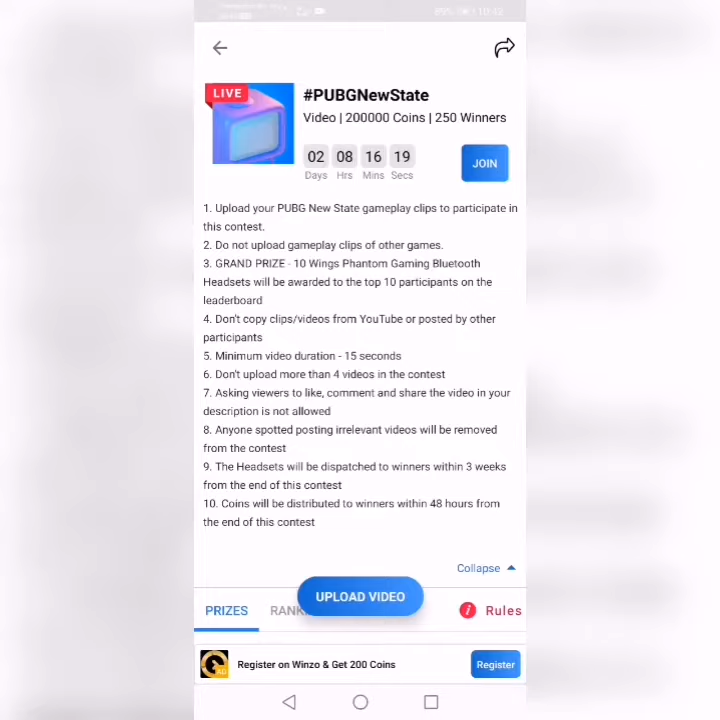 10:42
LIVE
#PUBGNewState
Video | 200000 Coins | 250 Winners
02 08 16 19
Days Hrs Mins Secs
JOIN
1. Upload your PUBG New State gameplay clips to participate in
this contest.
2. Do not upload gameplay clips of other games.
3. GRAND PRIZE - 10 Wings Phantom Gaming Bluetooth
Headsets will be awarded to the top 10 participants on the
leaderboard
4. Don't copy clips/videos from YouTube or posted by other
participants
5. Minimum video duration - 15 seconds
6. Don't upload more than 4 videos in the contest
7. Asking viewers to like, comment and share the video in your
description is not allowed
8. Anyone spotted posting irrelevant videos will be removed
from the contest
9. The Headsets will be dispatched to winners within 3 weeks
from the end of this contest
10. Coins will be distributed to winners within 48 hours from
the end of this contest
Collapse
UPLOAD VIDEO
PRIZES
Rules
Register on Winzo & Get 200 Coins
Register